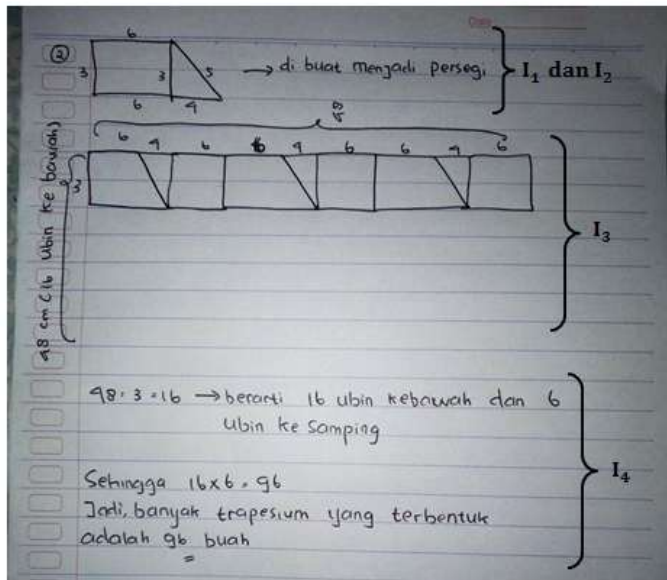 Date
②
6
3 3 5 → di buat menjadi persegi I₁ dan I₂
6 4
48
6 4 6 6 4 6 6 4 6
3
I₃
48 cm (16 ubin ke bawah)
48 : 3 = 16 → berarti 16 ubin kebawah dan 6
ubin ke samping
I₄
Sehingga 16 x 6 = 96
Jadi, banyak trapesium yang terbentuk
adalah 96 buah